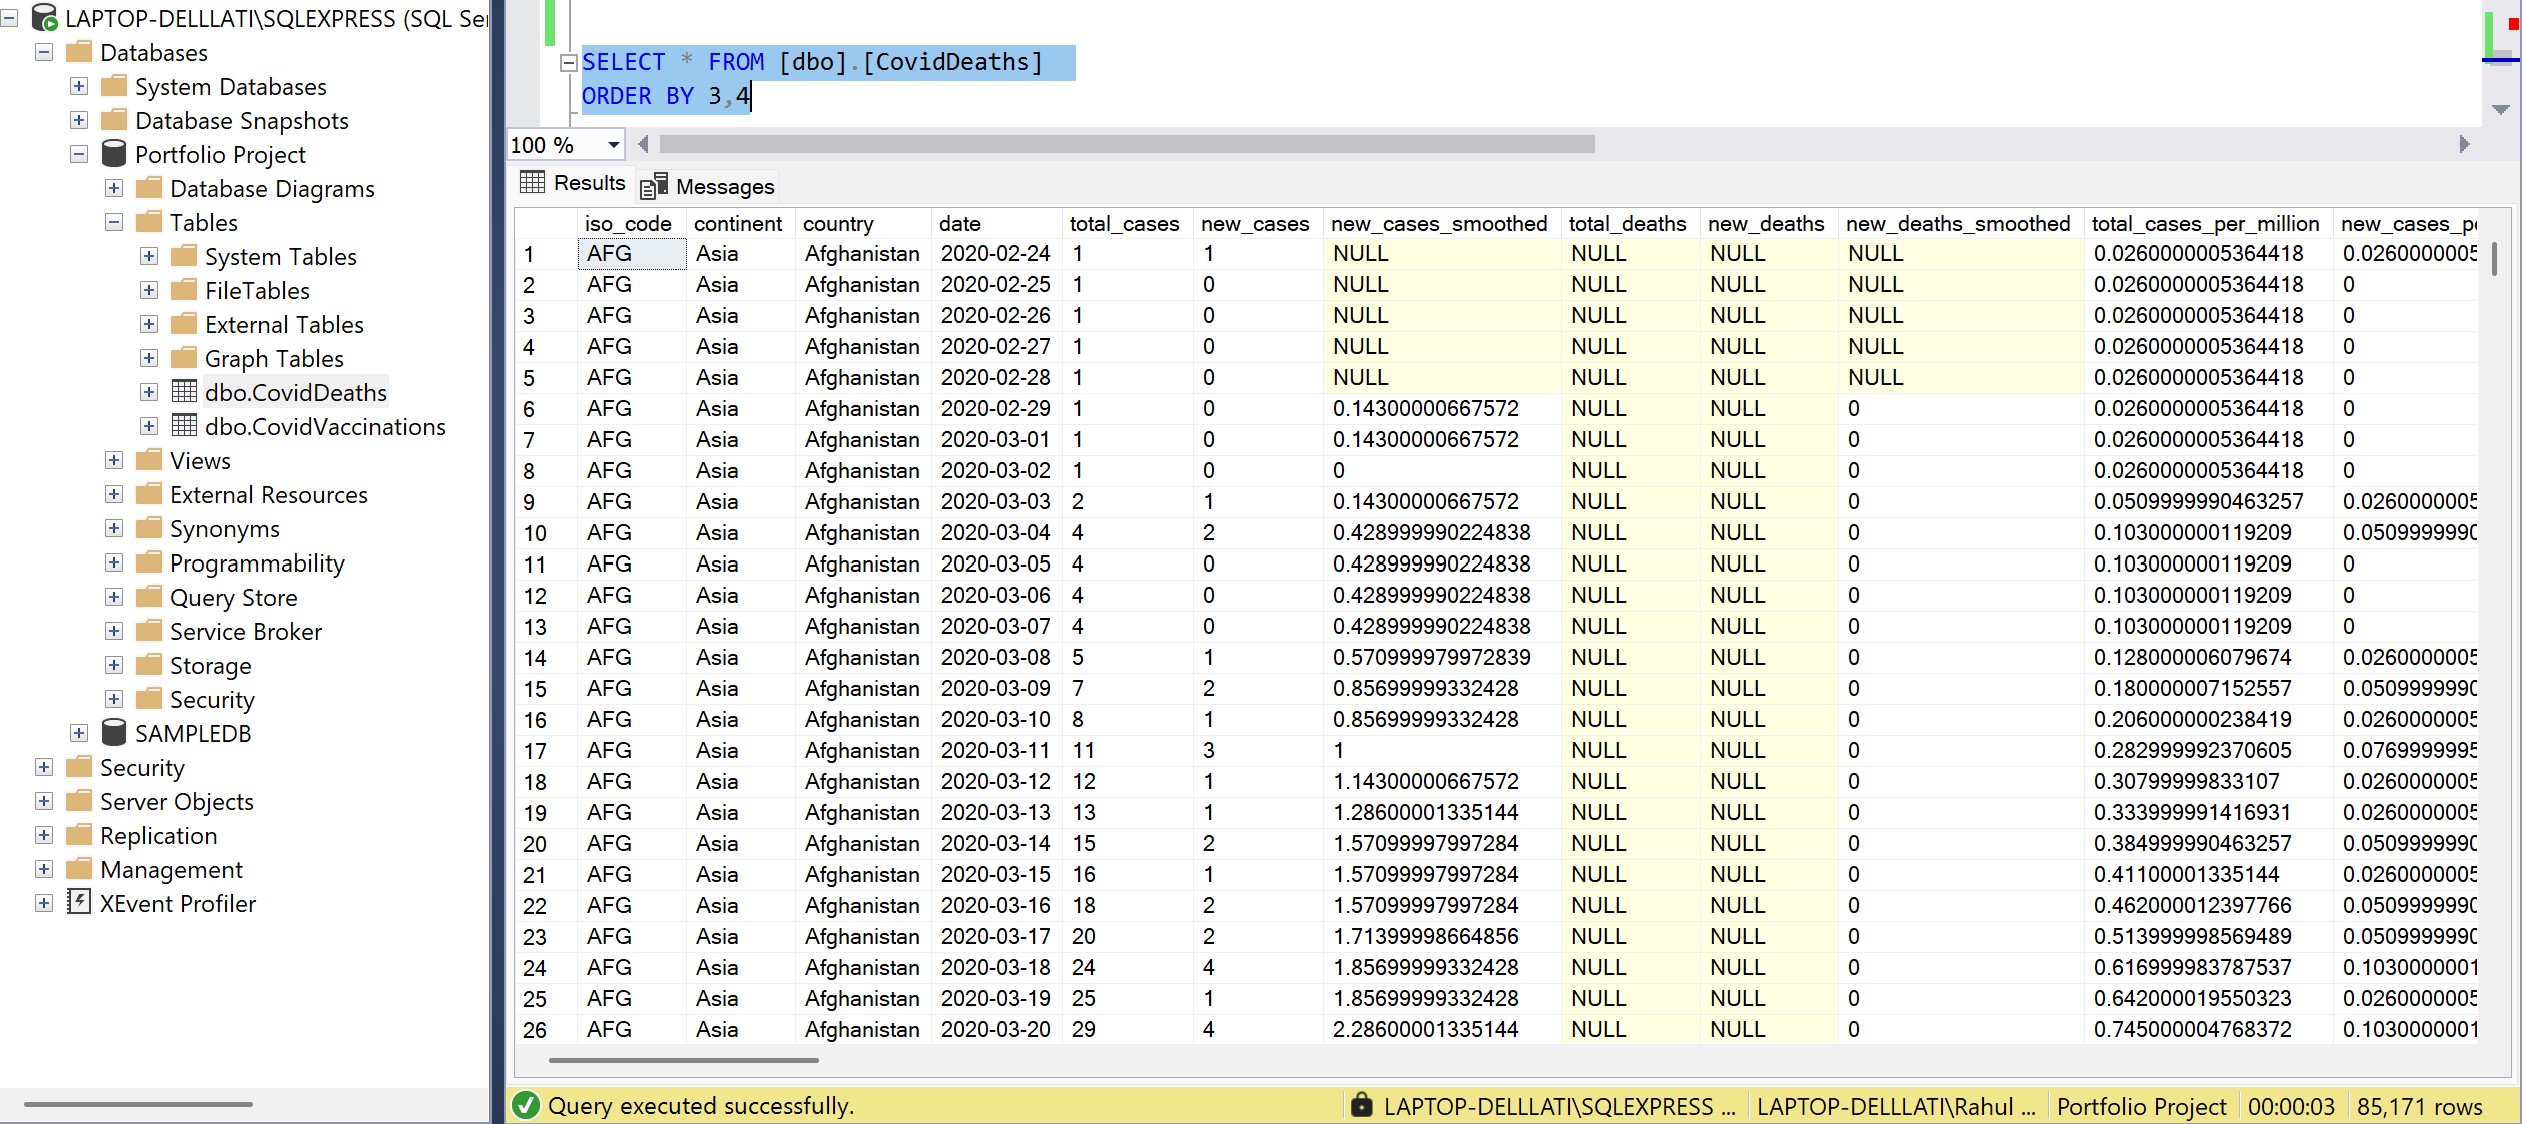 LAPTOP-DELLLATI\SQLEXPRESS (SQL Se
Databases
System Databases
Database Snapshots
Portfolio Project
Database Diagrams
Tables
System Tables
FileTables
External Tables
Graph Tables
dbo.CovidDeaths
dbo.CovidVaccinations
Views
External Resources
Synonyms
Programmability
Query Store
Service Broker
Storage
Security
SAMPLEDB
Security
Server Objects
Replication
Management
XEvent Profiler
SELECT * FROM [dbo].[CovidDeaths]
ORDER BY 3,4
100 %
Results Messages
iso_code continent country date total_cases new_cases new_cases_smoothed total_deaths new_deaths new_deaths_smoothed total_cases_per_million new_cases_pe
1 AFG Asia Afghanistan 2020-02-24 1 1 NULL NULL NULL NULL 0.0260000005364418 0.0260000005
2 AFG Asia Afghanistan 2020-02-25 1 0 NULL NULL NULL NULL 0.0260000005364418 0
3 AFG Asia Afghanistan 2020-02-26 1 0 NULL NULL NULL NULL 0.0260000005364418 0
4 AFG Asia Afghanistan 2020-02-27 1 0 NULL NULL NULL NULL 0.0260000005364418 0
5 AFG Asia Afghanistan 2020-02-28 1 0 NULL NULL NULL NULL 0.0260000005364418 0
6 AFG Asia Afghanistan 2020-02-29 1 0 0.14300000667572 NULL NULL 0 0.0260000005364418 0
7 AFG Asia Afghanistan 2020-03-01 1 0 0.14300000667572 NULL NULL 0 0.0260000005364418 0
8 AFG Asia Afghanistan 2020-03-02 1 0 0 NULL NULL 0 0.0260000005364418 0
9 AFG Asia Afghanistan 2020-03-03 2 1 0.14300000667572 NULL NULL 0 0.0509999990463257 0.0260000005
10 AFG Asia Afghanistan 2020-03-04 4 2 0.428999990224838 NULL NULL 0 0.103000000119209 0.0509999990
11 AFG Asia Afghanistan 2020-03-05 4 0 0.428999990224838 NULL NULL 0 0.103000000119209 0
12 AFG Asia Afghanistan 2020-03-06 4 0 0.428999990224838 NULL NULL 0 0.103000000119209 0
13 AFG Asia Afghanistan 2020-03-07 4 0 0.428999990224838 NULL NULL 0 0.103000000119209 0
14 AFG Asia Afghanistan 2020-03-08 5 1 0.570999979972839 NULL NULL 0 0.128000006079674 0.0260000005
15 AFG Asia Afghanistan 2020-03-09 7 2 0.85699999332428 NULL NULL 0 0.180000007152557 0.0509999990
16 AFG Asia Afghanistan 2020-03-10 8 1 0.85699999332428 NULL NULL 0 0.206000000238419 0.0260000005
17 AFG Asia Afghanistan 2020-03-11 11 3 1 NULL NULL 0 0.282999992370605 0.0769999995
18 AFG Asia Afghanistan 2020-03-12 12 1 1.14300000667572 NULL NULL 0 0.30799999833107 0.0260000005
19 AFG Asia Afghanistan 2020-03-13 13 1 1.28600001335144 NULL NULL 0 0.333999991416931 0.0260000005
20 AFG Asia Afghanistan 2020-03-14 15 2 1.57099997997284 NULL NULL 0 0.384999990463257 0.0509999990
21 AFG Asia Afghanistan 2020-03-15 16 1 1.57099997997284 NULL NULL 0 0.41100001335144 0.0260000005
22 AFG Asia Afghanistan 2020-03-16 18 2 1.57099997997284 NULL NULL 0 0.462000012397766 0.0509999990
23 AFG Asia Afghanistan 2020-03-17 20 2 1.71399998664856 NULL NULL 0 0.513999998569489 0.0509999990
24 AFG Asia Afghanistan 2020-03-18 24 4 1.85699999332428 NULL NULL 0 0.616999983787537 0.1030000001
25 AFG Asia Afghanistan 2020-03-19 25 1 1.85699999332428 NULL NULL 0 0.642000019550323 0.0260000005
26 AFG Asia Afghanistan 2020-03-20 29 4 2.28600001335144 NULL NULL 0 0.745000004768372 0.1030000001
Query executed successfully. LAPTOP-DELLLATI\SQLEXPRESS ... LAPTOP-DELLLATI\Rahul ... Portfolio Project 00:00:03 85,171 rows